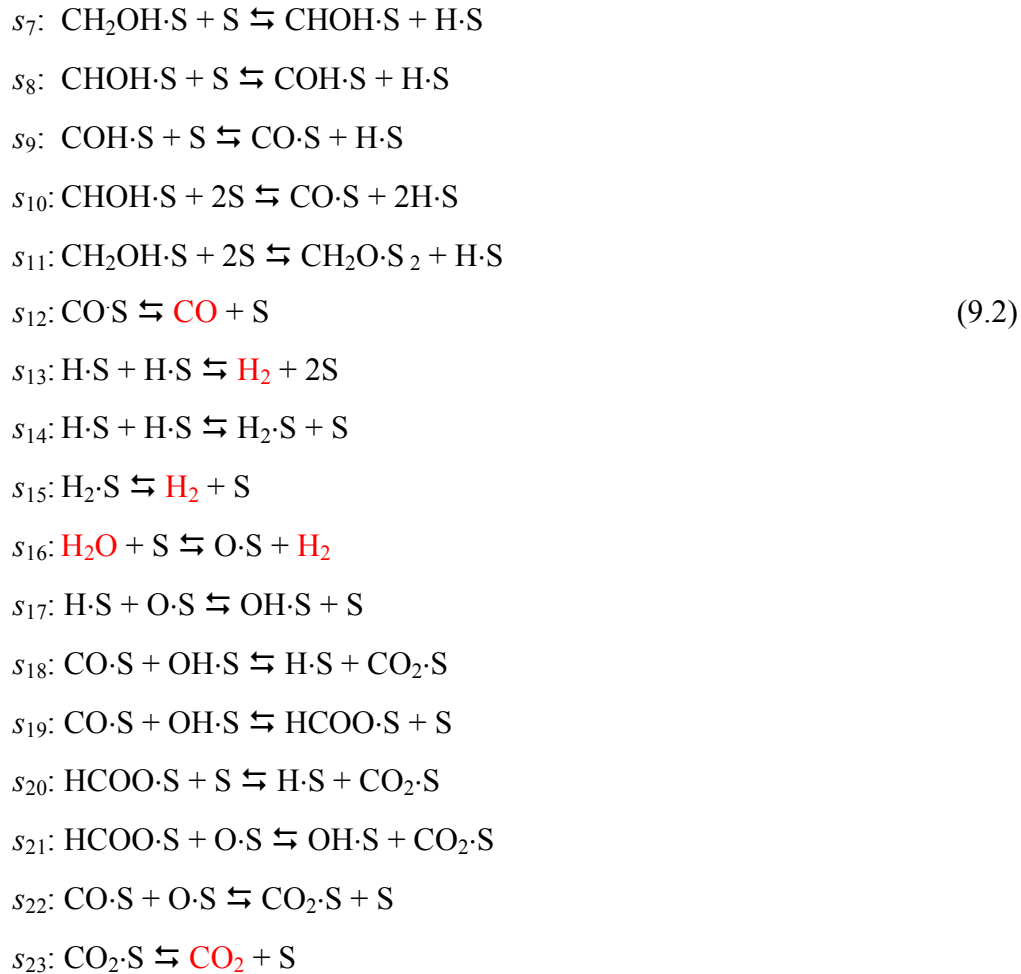 s₇: CH₂OH·S + S ⇆ CHOH·S + H·S
s₈: CHOH·S + S ⇆ COH·S + H·S
s₉: COH·S + S ⇆ CO·S + H·S
s₁₀: CHOH·S + 2S ⇆ CO·S + 2H·S
s₁₁: CH₂OH·S + 2S ⇆ CH₂O·S ₂ + H·S
s₁₂: CO·S ⇆ CO + S (9.2)
s₁₃: H·S + H·S ⇆ H₂ + 2S
s₁₄: H·S + H·S ⇆ H₂·S + S
s₁₅: H₂·S ⇆ H₂ + S
s₁₆: H₂O + S ⇆ O·S + H₂
s₁₇: H·S + O·S ⇆ OH·S + S
s₁₈: CO·S + OH·S ⇆ H·S + CO₂·S
s₁₉: CO·S + OH·S ⇆ HCOO·S + S
s₂₀: HCOO·S + S ⇆ H·S + CO₂·S
s₂₁: HCOO·S + O·S ⇆ OH·S + CO₂·S
s₂₂: CO·S + O·S ⇆ CO₂·S + S
s₂₃: CO₂·S ⇆ CO₂ + S